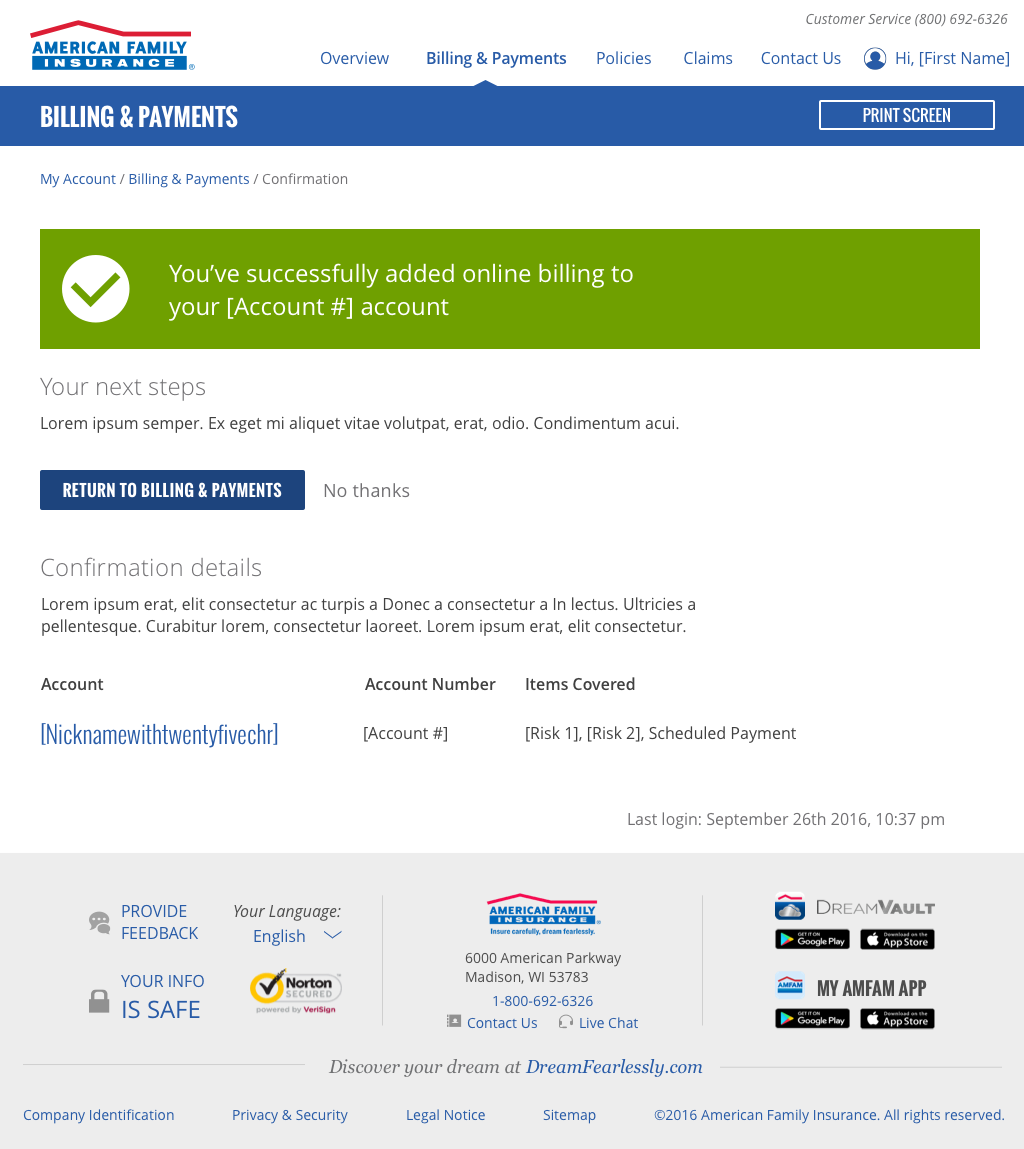 Customer Service (800) 692-6326
AMERICAN FAMILY
INSURANCE®
Overview Billing & Payments Policies Claims Contact Us Hi, [First Name]
BILLING & PAYMENTS
PRINT SCREEN
My Account / Billing & Payments / Confirmation
You’ve successfully added online billing to
your [Account #] account
Your next steps
Lorem ipsum semper. Ex eget mi aliquet vitae volutpat, erat, odio. Condimentum acui.
RETURN TO BILLING & PAYMENTS
No thanks
Confirmation details
Lorem ipsum erat, elit consectetur ac turpis a Donec a consectetur a In lectus. Ultricies a
pellentesque. Curabitur lorem, consectetur laoreet. Lorem ipsum erat, elit consectetur.
Account Account Number Items Covered
[Nicknamewithtwentyfivechr] [Account #] [Risk 1], [Risk 2], Scheduled Payment
Last login: September 26th 2016, 10:37 pm
PROVIDE
FEEDBACK
Your Language:
English
YOUR INFO
IS SAFE
Norton
SECURED
powered by VeriSign
AMERICAN FAMILY
INSURANCE®
Insure carefully, dream fearlessly.
6000 American Parkway
Madison, WI 53783
1-800-692-6326
Contact Us Live Chat
DREAMVAULT
GET IT ON
Google Play
Download on the
App Store
AMFAM
MY AMFAM APP
GET IT ON
Google Play
Download on the
App Store
Discover your dream at DreamFearlessly.com
Company Identification Privacy & Security Legal Notice Sitemap ©2016 American Family Insurance. All rights reserved.